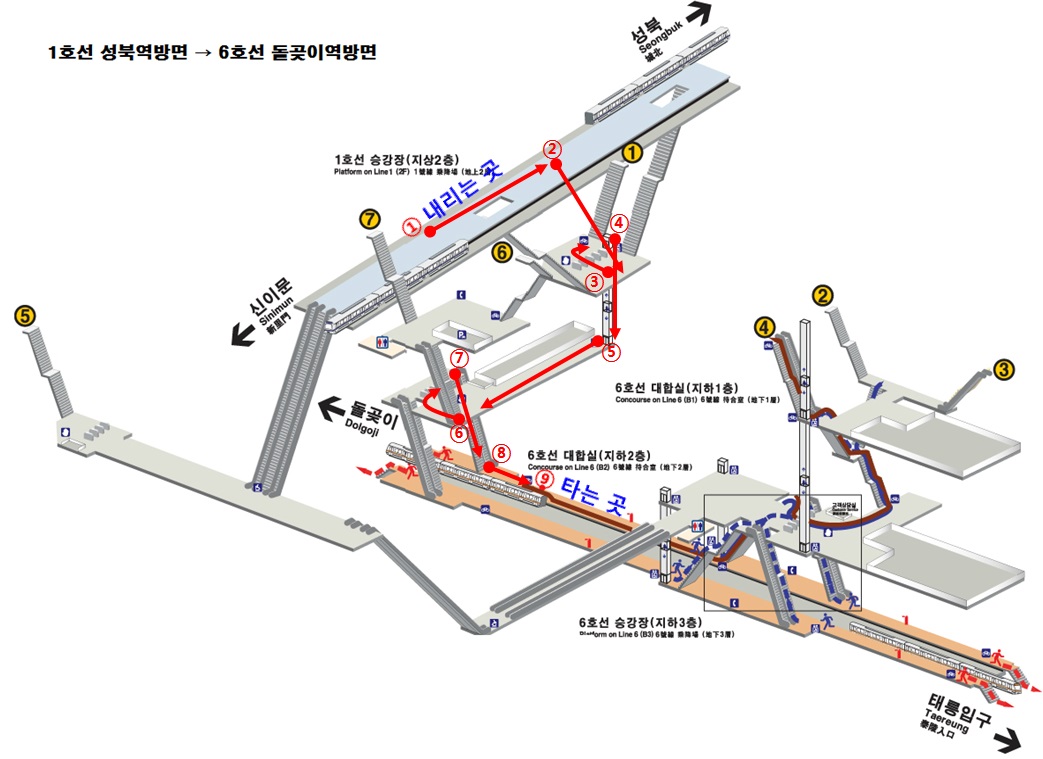 1호선 성북역방면 → 6호선 돌곶이역방면
성북
Seongbuk
城北
1호선 승강장(지상2층)
Platform on Line1 (2F) 1號線 乘降場 (地上2
내리는 곳
①
②
1
④
7
6
③
신이문
Sinimun
新里門
5
2
4
3
⑦
⑤
6호선 대합실(지하1층)
Concourse on Line 6 (B1) 6號線 待合室 (地下1層)
돌곶이
Dolgoji
⑥
⑧
6호선 대합실(지하2층)
Concourse on Line 6 (B2) 6號線 待合室 (地下2層)
⑨
타는 곳
고객상담실
6호선 승강장(지하3층)
Platform on Line 6 (B3) 6號線 乘降場 (地下3層)
태릉입구
Taereung
泰陵入口